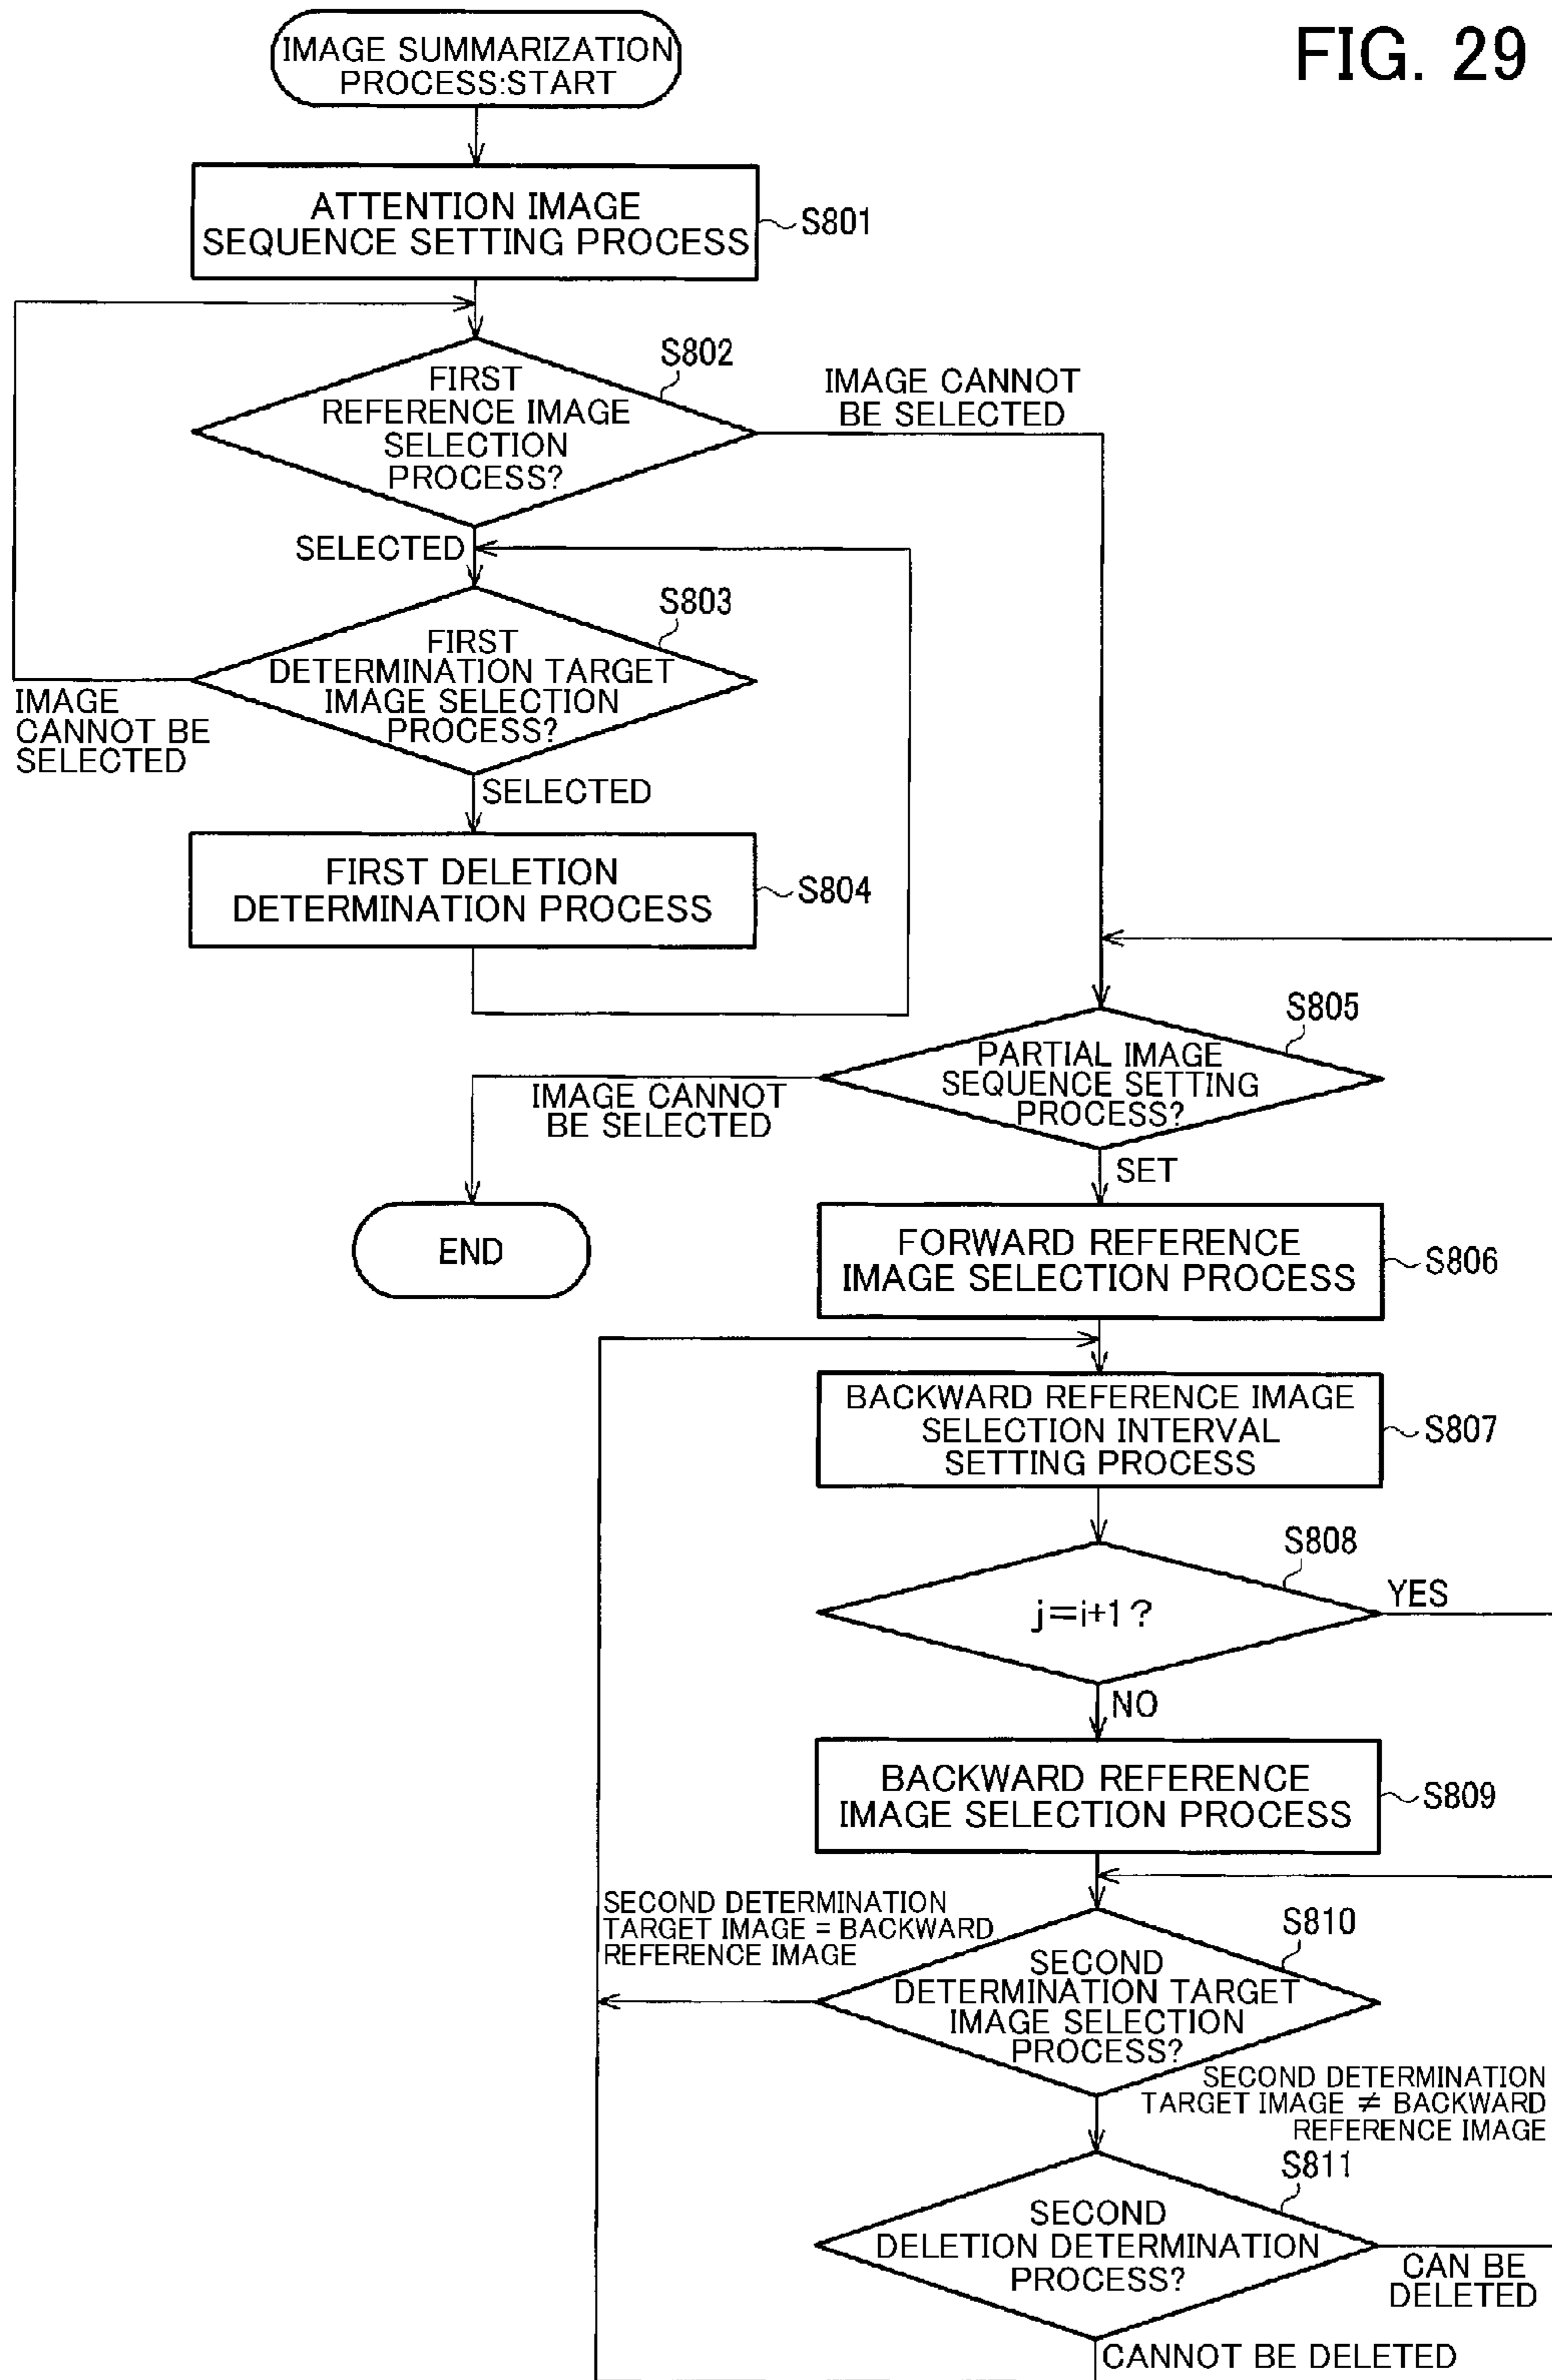 FIG. 29
IMAGE SUMMARIZATION
PROCESS:START
ATTENTION IMAGE
SEQUENCE SETTING PROCESS
S801
S802
FIRST
REFERENCE IMAGE
SELECTION
PROCESS?
IMAGE CANNOT
BE SELECTED
SELECTED
S803
FIRST
DETERMINATION TARGET
IMAGE SELECTION
PROCESS?
IMAGE
CANNOT BE
SELECTED
SELECTED
FIRST DELETION
DETERMINATION PROCESS
S804
S805
PARTIAL IMAGE
SEQUENCE SETTING
PROCESS?
IMAGE CANNOT
BE SELECTED
SET
END
FORWARD REFERENCE
IMAGE SELECTION PROCESS
S806
BACKWARD REFERENCE IMAGE
SELECTION INTERVAL
SETTING PROCESS
S807
S808
j=i+1?
YES
NO
BACKWARD REFERENCE
IMAGE SELECTION PROCESS
S809
SECOND DETERMINATION
TARGET IMAGE = BACKWARD
REFERENCE IMAGE
S810
SECOND
DETERMINATION TARGET
IMAGE SELECTION
PROCESS?
SECOND DETERMINATION
TARGET IMAGE ≠ BACKWARD
REFERENCE IMAGE
S811
SECOND
DELETION DETERMINATION
PROCESS?
CAN BE
DELETED
CANNOT BE DELETED